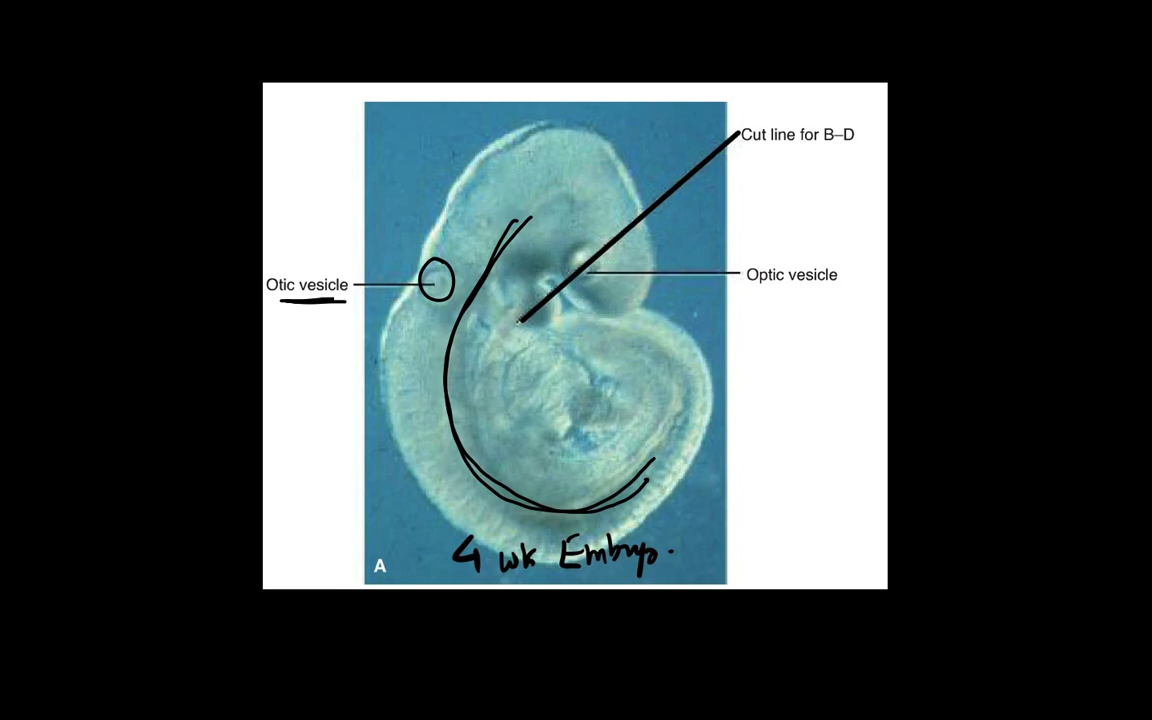 Cut line for B–D
Optic vesicle
Otic vesicle
A
4 wk Embryo.